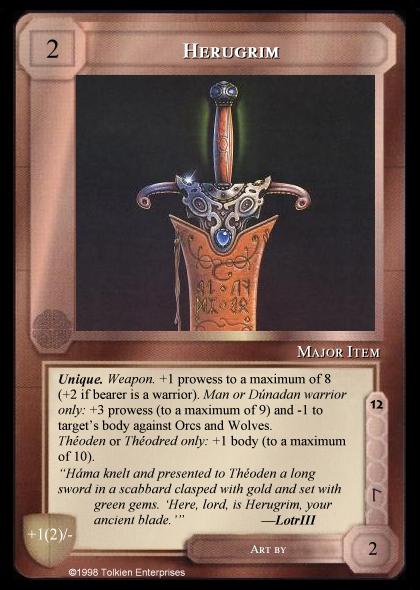 2
HERUGRIM
MAJOR ITEM
Unique. Weapon. +1 prowess to a maximum of 8
(+2 if bearer is a warrior). Man or Dúnadan warrior
only: +3 prowess (to a maximum of 9) and -1 to
target's body against Orcs and Wolves.
Théoden or Théodred only: +1 body (to a maximum
of 10).
“Háma knelt and presented to Théoden a long
sword in a scabbard clasped with gold and set with
green gems. ‘Here, lord, is Herugrim, your
ancient blade.’” —LotrIII
12
+1(2)/-
ART BY
2
©1998 Tolkien Enterprises